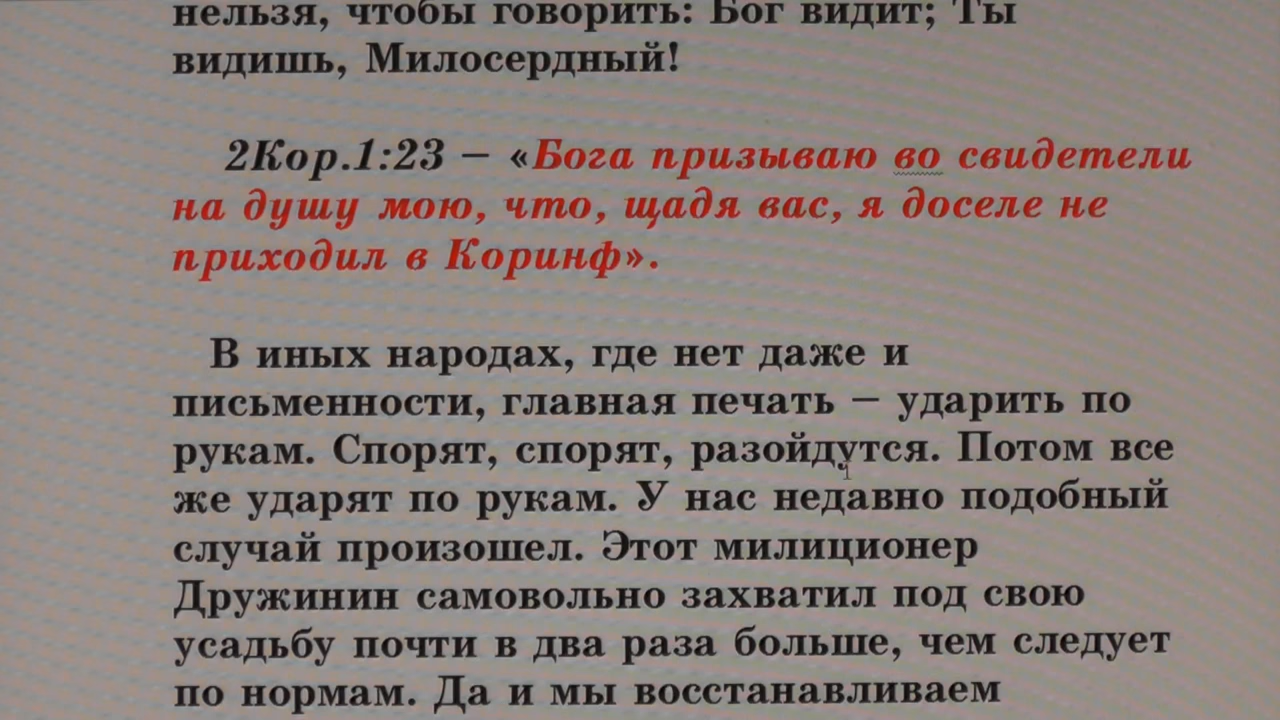 нельзя, чтобы говорить: Бог видит; Ты
видишь, Милосердный!
2Кор.1:23 – «Бога призываю во свидетели
на душу мою, что, щадя вас, я доселе не
приходил в Коринф».
В иных народах, где нет даже и
письменности, главная печать – ударить по
рукам. Спорят, спорят, разойдутся. Потом все
же ударят по рукам. У нас недавно подобный
случай произошел. Этот милиционер
Дружинин самовольно захватил под свою
усадьбу почти в два раза больше, чем следует
по нормам. Да и мы восстанавливаем